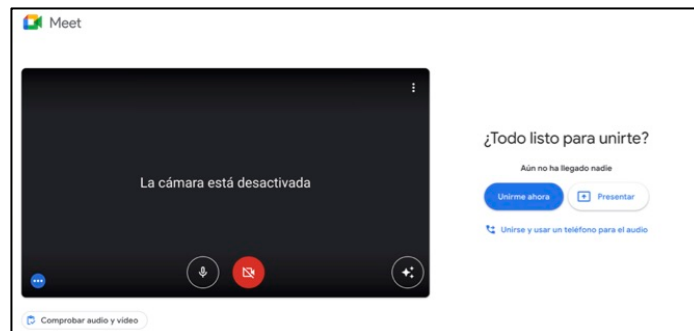 Meet
La cámara está desactivada
Comprobar audio y vídeo
¿Todo listo para unirte?
Aún no ha llegado nadie
Unirme ahora
Presentar
Unirse y usar un teléfono para el audio